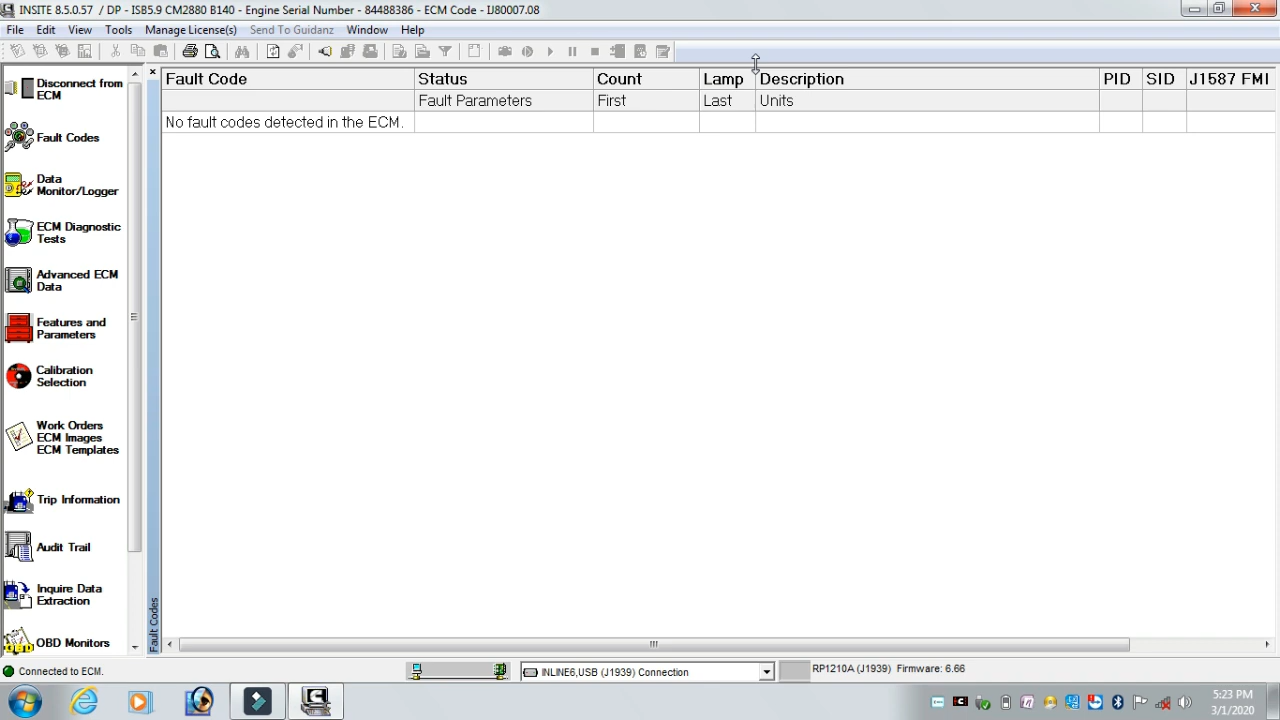 INSITE 8.5.0.57 / DP - ISB5.9 CM2880 B140 - Engine Serial Number - 84488386 - ECM Code - IJ80007.08
File Edit View Tools Manage License(s) Send To Guidanz Window Help
Disconnect from
ECM
Fault Codes
Data
Monitor/Logger
ECM Diagnostic
Tests
Advanced ECM
Data
Features and
Parameters
Calibration
Selection
Work Orders
ECM Images
ECM Templates
Trip Information
Audit Trail
Inquire Data
Extraction
OBD Monitors
Fault Codes
Fault Code Status Count Lamp Description PID SID J1587 FMI
Fault Parameters First Last Units
No fault codes detected in the ECM.
Connected to ECM.
INLINE6,USB (J1939) Connection
RP1210A (J1939) Firmware: 6.66
5:23 PM
3/1/2020